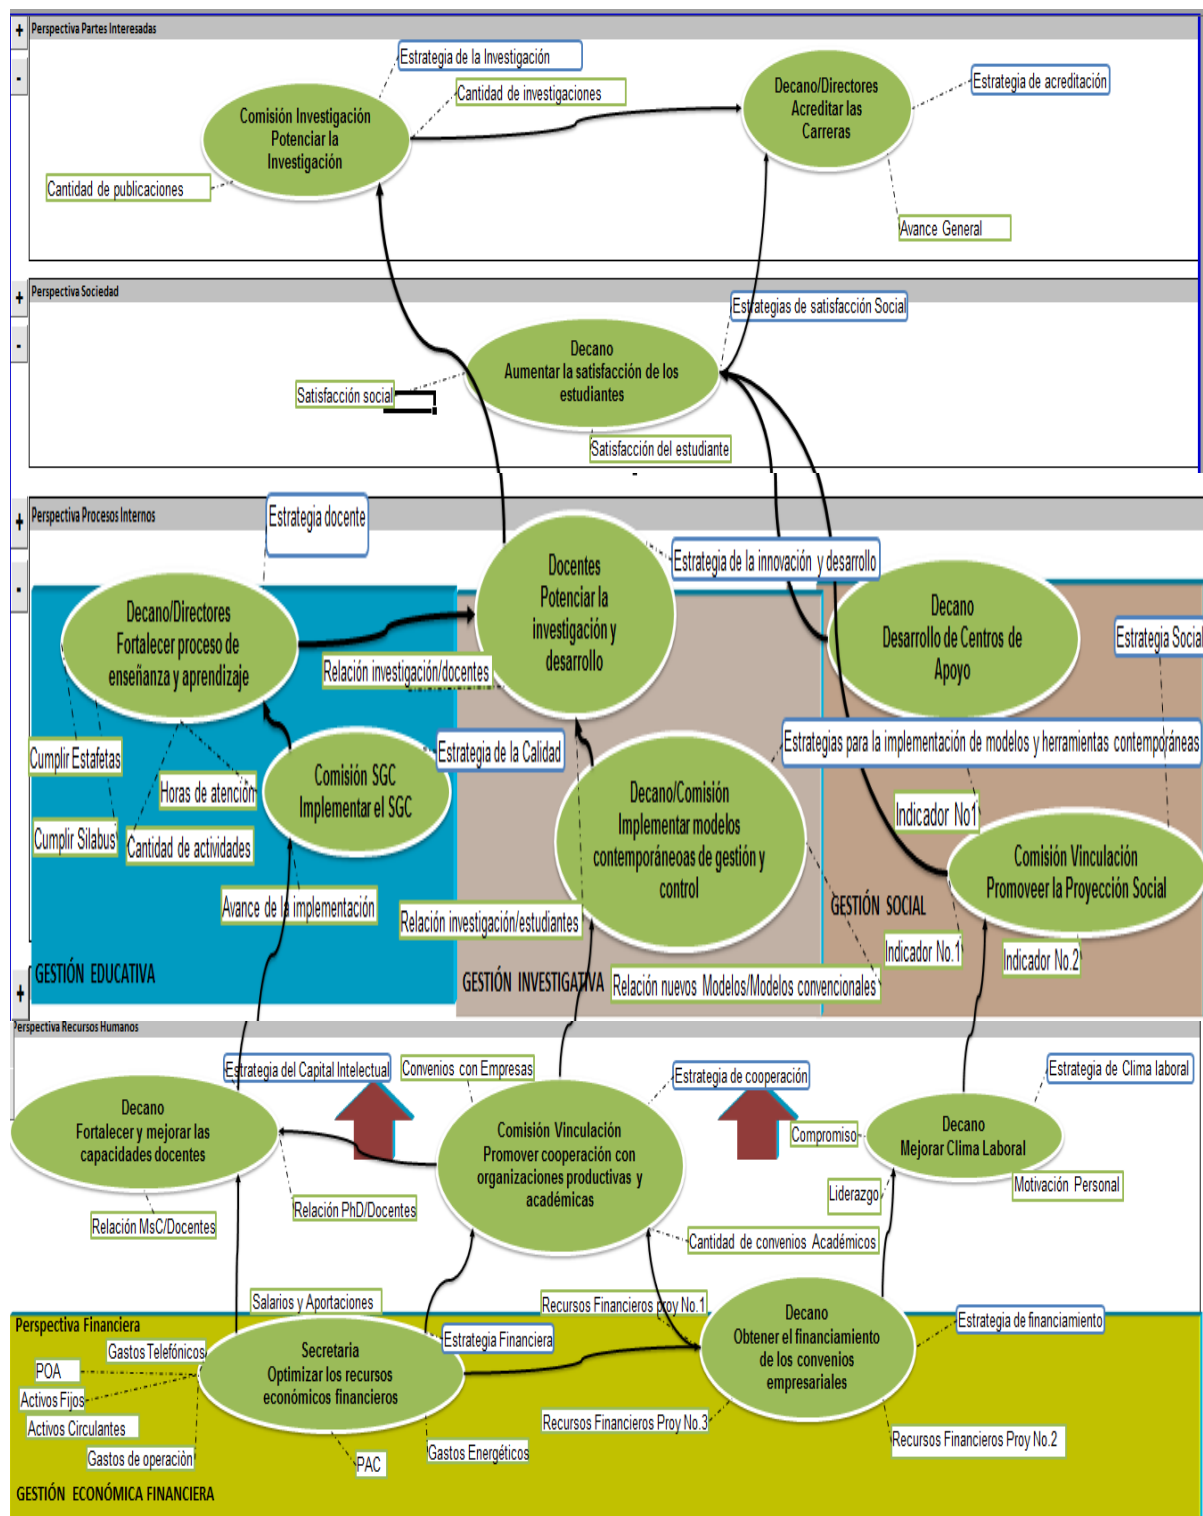 +
Perspectiva Partes Interesadas
-
Estrategia de la Investigación
Cantidad de investigaciones
Comisión Investigación
Potenciar la
Investigación
Cantidad de publicaciones
Decano/Directores
Acreditar las
Carreras
Estrategia de acreditación
Avance General
+
Perspectiva Sociedad
-
Estrategias de satisfacción Social
Decano
Aumentar la satisfacción de los
estudiantes
Satisfacción social
Satisfacción del estudiante
+
Perspectiva Procesos Internos
-
Estrategia docente
Decano/Directores
Fortalecer proceso de
enseñanza y aprendizaje
Docentes
Potenciar la
investigación y
desarrollo
Estrategia de la innovación y desarrollo
Decano
Desarrollo de Centros de
Apoyo
Estrategia Social
Relación investigación/docentes
Cumplir Estafetas
Horas de atención
Cumplir Silabus
Cantidad de actividades
Comisión SGC
Implementar el SGC
Estrategia de la Calidad
Avance de la implementación
Decano/Comisión
Implementar modelos
contemporáneoas de gestión y
control
Estrategias para la implementación de modelos y herramientas contemporáneas
Indicador No1
Comisión Vinculación
Promoveer la Proyección Social
Relación investigación/estudiantes
GESTIÓN SOCIAL
Indicador No.1
Indicador No.2
GESTIÓN EDUCATIVA
GESTIÓN INVESTIGATIVA
Relación nuevos Modelos/Modelos convencionales
+
Perspectiva Recursos Humanos
Estrategia del Capital Intelectual
Convenios con Empresas
Estrategia de cooperación
Estrategia de Clima laboral
Decano
Fortalecer y mejorar las
capacidades docentes
Comisión Vinculación
Promover cooperación con
organizaciones productivas y
académicas
Compromiso
Decano
Mejorar Clima Laboral
Liderazgo
Motivación Personal
Relación PhD/Docentes
Relación MsC/Docentes
Cantidad de convenios Académicos
Salarios y Aportaciones
Recursos Financieros proy No.1
Perspectiva Financiera
Gastos Telefónicos
POA
Activos Fijos
Activos Circulantes
Gastos de operaciòn
Secretaria
Optimizar los recursos
económicos financieros
Estrategia Financiera
Decano
Obtener el financiamiento
de los convenios
empresariales
Estrategia de financiamiento
Recursos Financieros Proy No.3
Recursos Financieros Proy No.2
Gastos Energéticos
PAC
GESTIÓN ECONÓMICA FINANCIERA